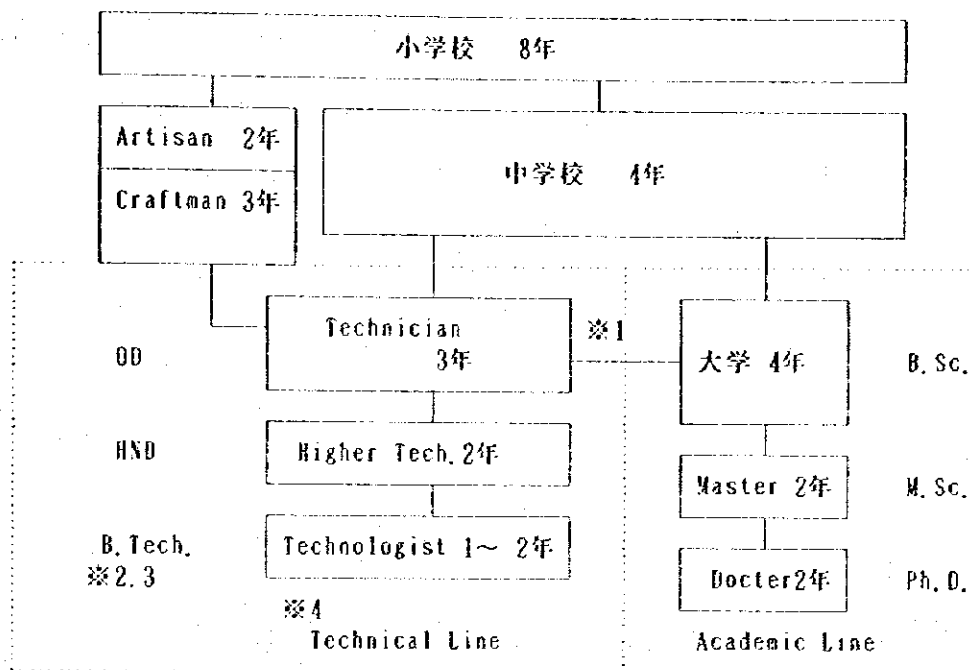 小学校 8年
Artisan 2年
Craftman 3年
中学校 4年
OD
Technician
3年
※1
大学 4年
B.Sc.
HND
Higher Tech. 2年
Master 2年
M.Sc.
B.Tech.
※2.3
Technologist 1～ 2年
Docter2年
Ph.D.
※4
Technical Line
Academic Line